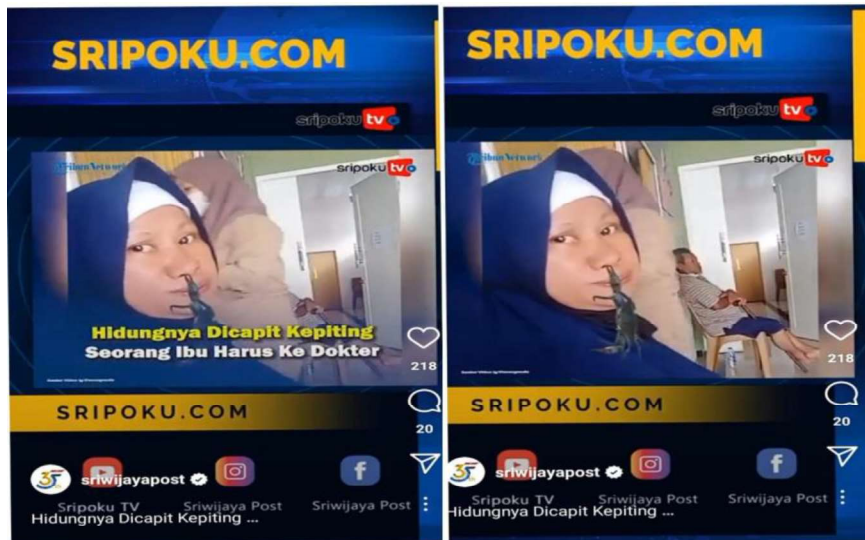 SRIPOKU.COM
sripoku tv
TribunNetwork
sripoku tv
Hidungnya Dicapit Kepiting
Seorang Ibu Harus Ke Dokter
218
SRIPOKU.COM
20
35
sriwijayapost
Sripoku TV
Sriwijaya Post
Sriwijaya Post
Hidungnya Dicapit Kepiting ...
SRIPOKU.COM
sripoku tv
TribunNetwork
sripoku tv
218
SRIPOKU.COM
20
35
sriwijayapost
Sripoku TV
Sriwijaya Post
Sriwijaya Post
Hidungnya Dicapit Kepiting ...